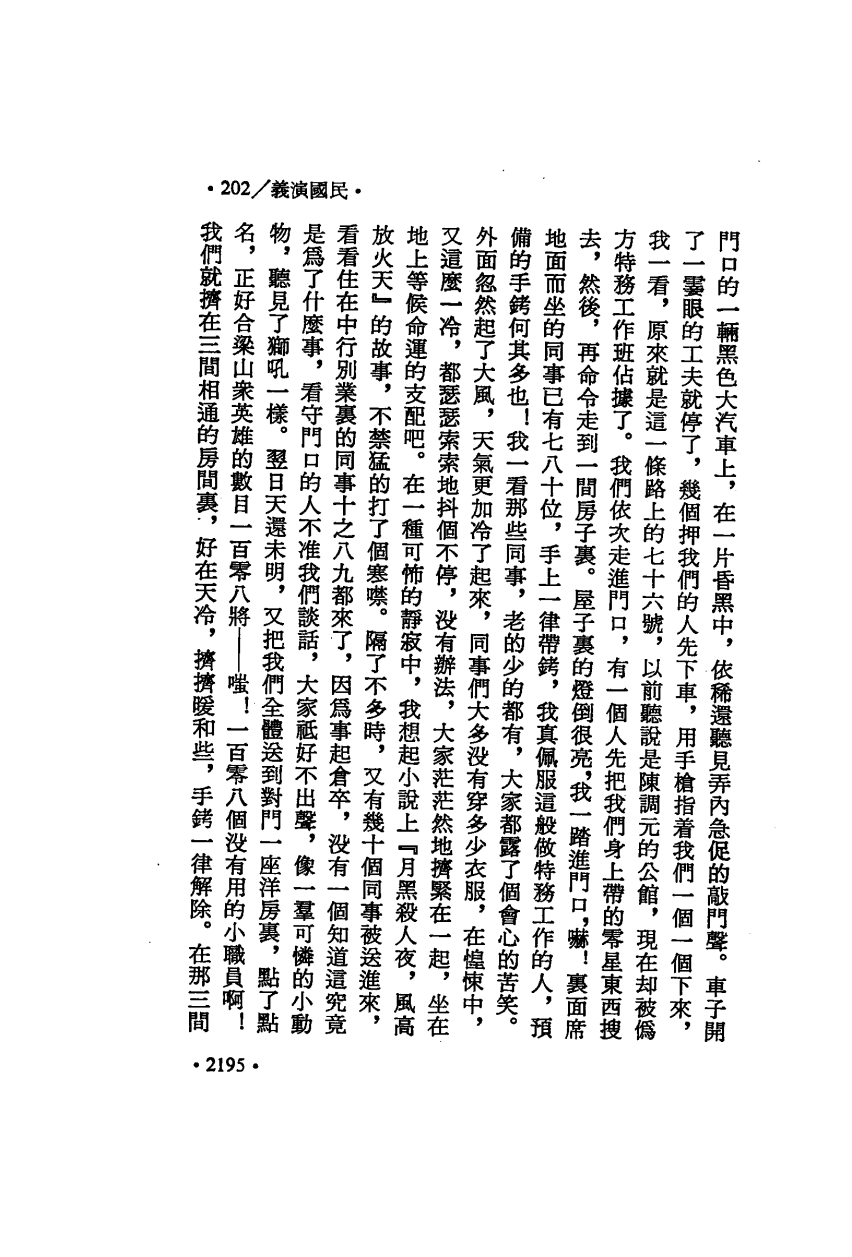 •202／義演國民•
門口的一輛黑色大汽車上，在一片昏黑中，依稀還聽見弄內急促的敲門聲。車子開
了一霎眼的工夫就停了，幾個押我們的人先下車，用手槍指着我們一個一個下來，
我一看，原來就是這一條路上的七十六號，以前聽說是陳調元的公館，現在却被僞
方特務工作班佔據了。我們依次走進門口，有一個人先把我們身上帶的零星東西搜
去，然後，再命令走到一間房子裏。屋子裏的燈倒很亮，我一踏進門口，嚇！裏面席
地面而坐的同事已有七八十位，手上一律帶銬，我真佩服這般做特務工作的人，預
備的手銬何其多也！我一看那些同事，老的少的都有，大家都露了個會心的苦笑。
外面忽然起了大風，天氣更加冷了起來，同事們大多没有穿多少衣服，在惶悚中，
又這麼一冷，都瑟瑟索索地抖個不停，没有辦法，大家茫茫然地擠緊在一起，坐在
地上等候命運的支配吧。在一種可怖的靜寂中，我想起小說上『月黑殺人夜，風高
放火天』的故事，不禁猛的打了個寒噤。隔了不多時，又有幾十個同事被送進來，
看看住在中行別業裏的同事十之八九都來了，因爲事起倉卒，没有一個知道這究竟
是爲了什麼事，看守門口的人不准我們談話，大家祗好不出聲，像一羣可憐的小動
物，聽見了獅吼一樣。翌日天還未明，又把我們全體送到對門一座洋房裏，點了點
名，正好合梁山衆英雄的數目一百零八將——嗤！一百零八個没有用的小職員啊！
我們就擠在三間相通的房間裏，好在天冷，擠擠暖和些，手銬一律解除。在那三間
•2195•